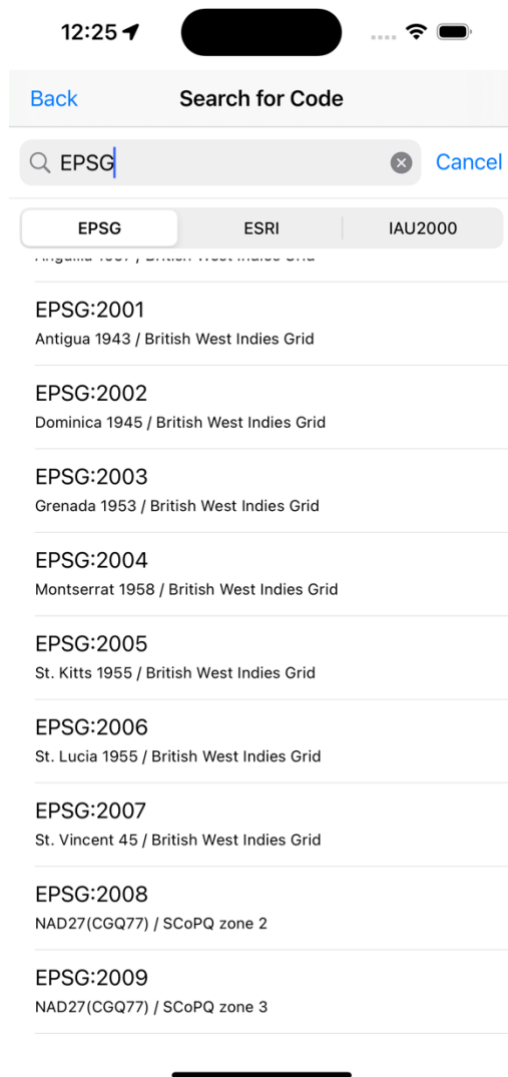 12:25
Back
Search for Code
EPSG
Cancel
EPSG
ESRI
IAU2000
EPSG:2001
Antigua 1943 / British West Indies Grid
EPSG:2002
Dominica 1945 / British West Indies Grid
EPSG:2003
Grenada 1953 / British West Indies Grid
EPSG:2004
Montserrat 1958 / British West Indies Grid
EPSG:2005
St. Kitts 1955 / British West Indies Grid
EPSG:2006
St. Lucia 1955 / British West Indies Grid
EPSG:2007
St. Vincent 45 / British West Indies Grid
EPSG:2008
NAD27(CGQ77) / SCoPQ zone 2
EPSG:2009
NAD27(CGQ77) / SCoPQ zone 3